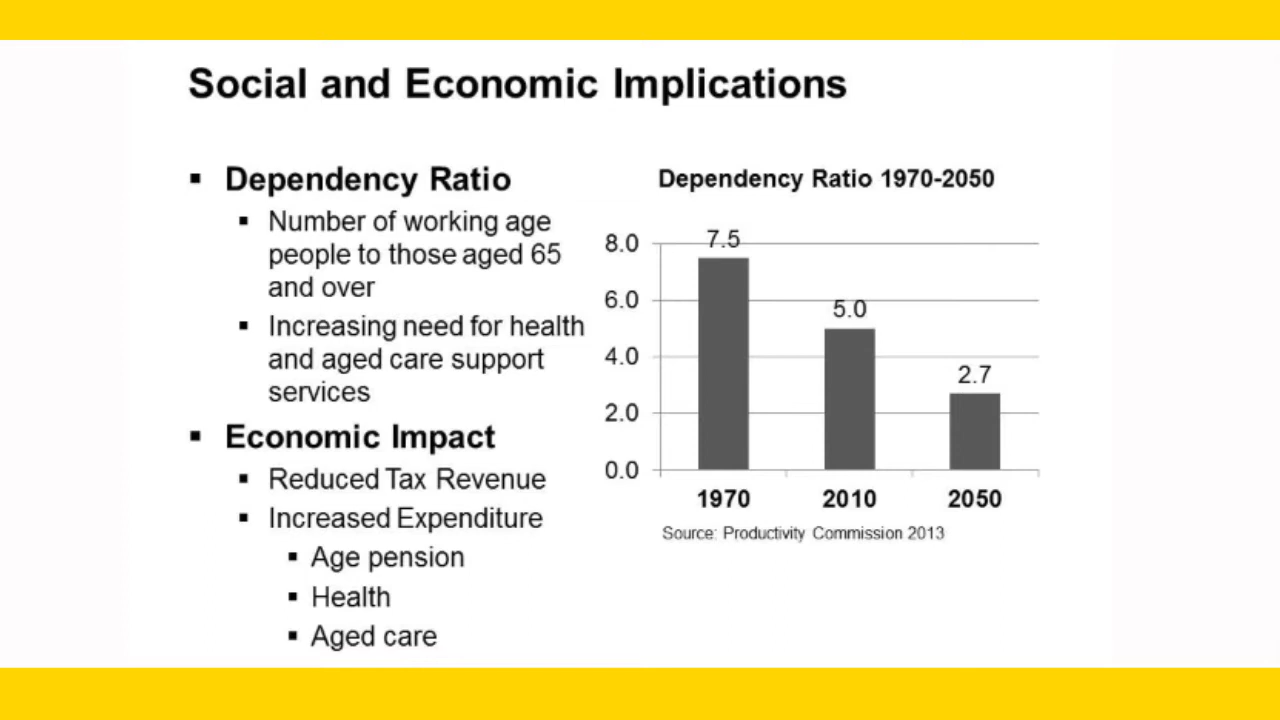 Social and Economic Implications
▪ Dependency Ratio
▪ Number of working age
people to those aged 65
and over
▪ Increasing need for health
and aged care support
services
▪ Economic Impact
▪ Reduced Tax Revenue
▪ Increased Expenditure
▪ Age pension
▪ Health
▪ Aged care
Dependency Ratio 1970-2050
8.0
6.0
4.0
2.0
0.0
7.5
5.0
2.7
1970 2010 2050
Source: Productivity Commission 2013